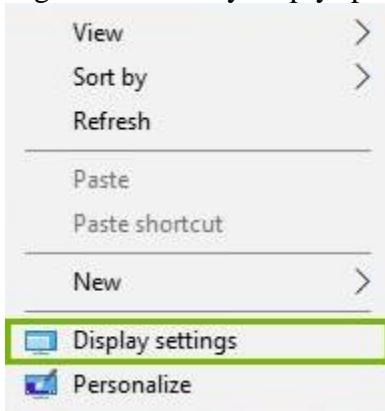 View
Sort by
Refresh
Paste
Paste shortcut
New
Display settings
Personalize